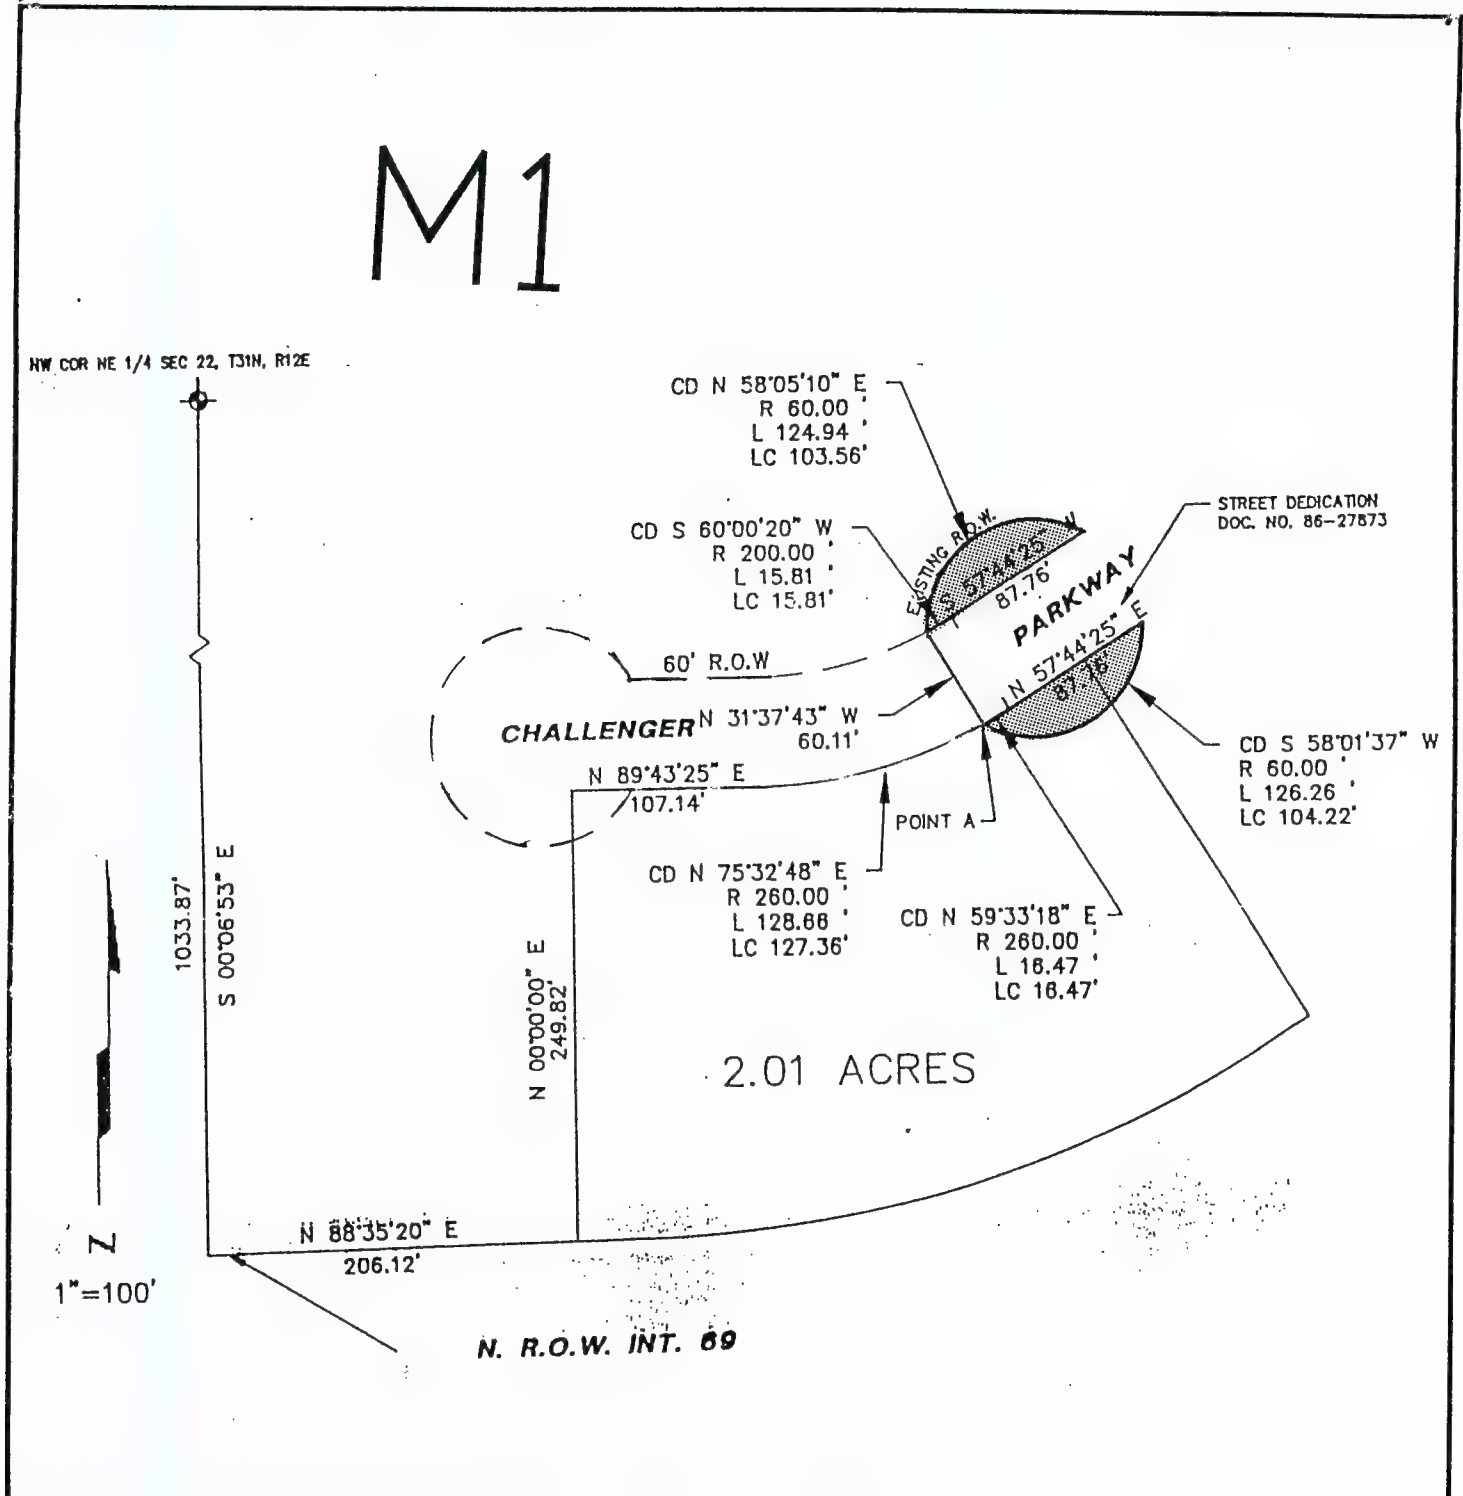 M1
NW COR NE 1/4 SEC 22, T31N, R12E
CD N 58°05'10" E
R 60.00 '
L 124.94 '
LC 103.56'
CD S 60°00'20" W
R 200.00 '
L 15.81 '
LC 15.81'
STREET DEDICATION
DOC. NO. 86-27873
EXISTING R.O.W.
S 57°44'25" W
87.76'
PARKWAY
N 57°44'25" E
87.76'
60' R.O.W
CHALLENGER
N 31°37'43" W
60.11'
N 89°43'25" E
107.14'
POINT A
CD S 58°01'37" W
R 60.00 '
L 126.26 '
LC 104.22'
CD N 75°32'48" E
R 260.00 '
L 128.66 '
LC 127.36'
CD N 59°33'18" E
R 260.00 '
L 16.47 '
LC 16.47'
1033.87'
S 00°06'53" E
N 00°00'00" E
249.82'
2.01 ACRES
N 88°35'20" E
206.12'
N
1"=100'
N. R.O.W. INT. 69